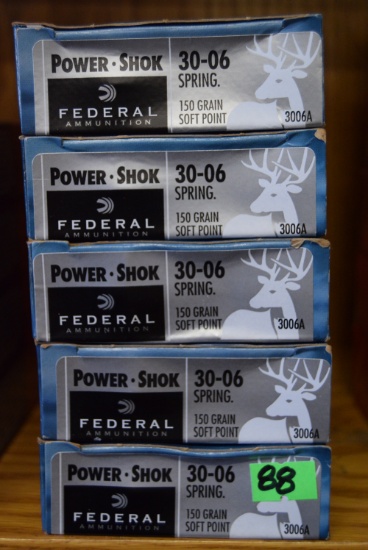 POWER·SHOK
FEDERAL
AMMUNITION
30-06
SPRING.
150 GRAIN
SOFT POINT
3006A
POWER·SHOK
FEDERAL
AMMUNITION
30-06
SPRING.
150 GRAIN
SOFT POINT
3006A
POWER·SHOK
FEDERAL
AMMUNITION
30-06
SPRING.
150 GRAIN
SOFT POINT
3006A
POWER·SHOK
FEDERAL
AMMUNITION
30-06
SPRING.
150 GRAIN
SOFT POINT
3006A
POWER·SHOK
FEDERAL
AMMUNITION
30-06
SPRING.
150 GRAIN
SOFT POINT
88
3006A